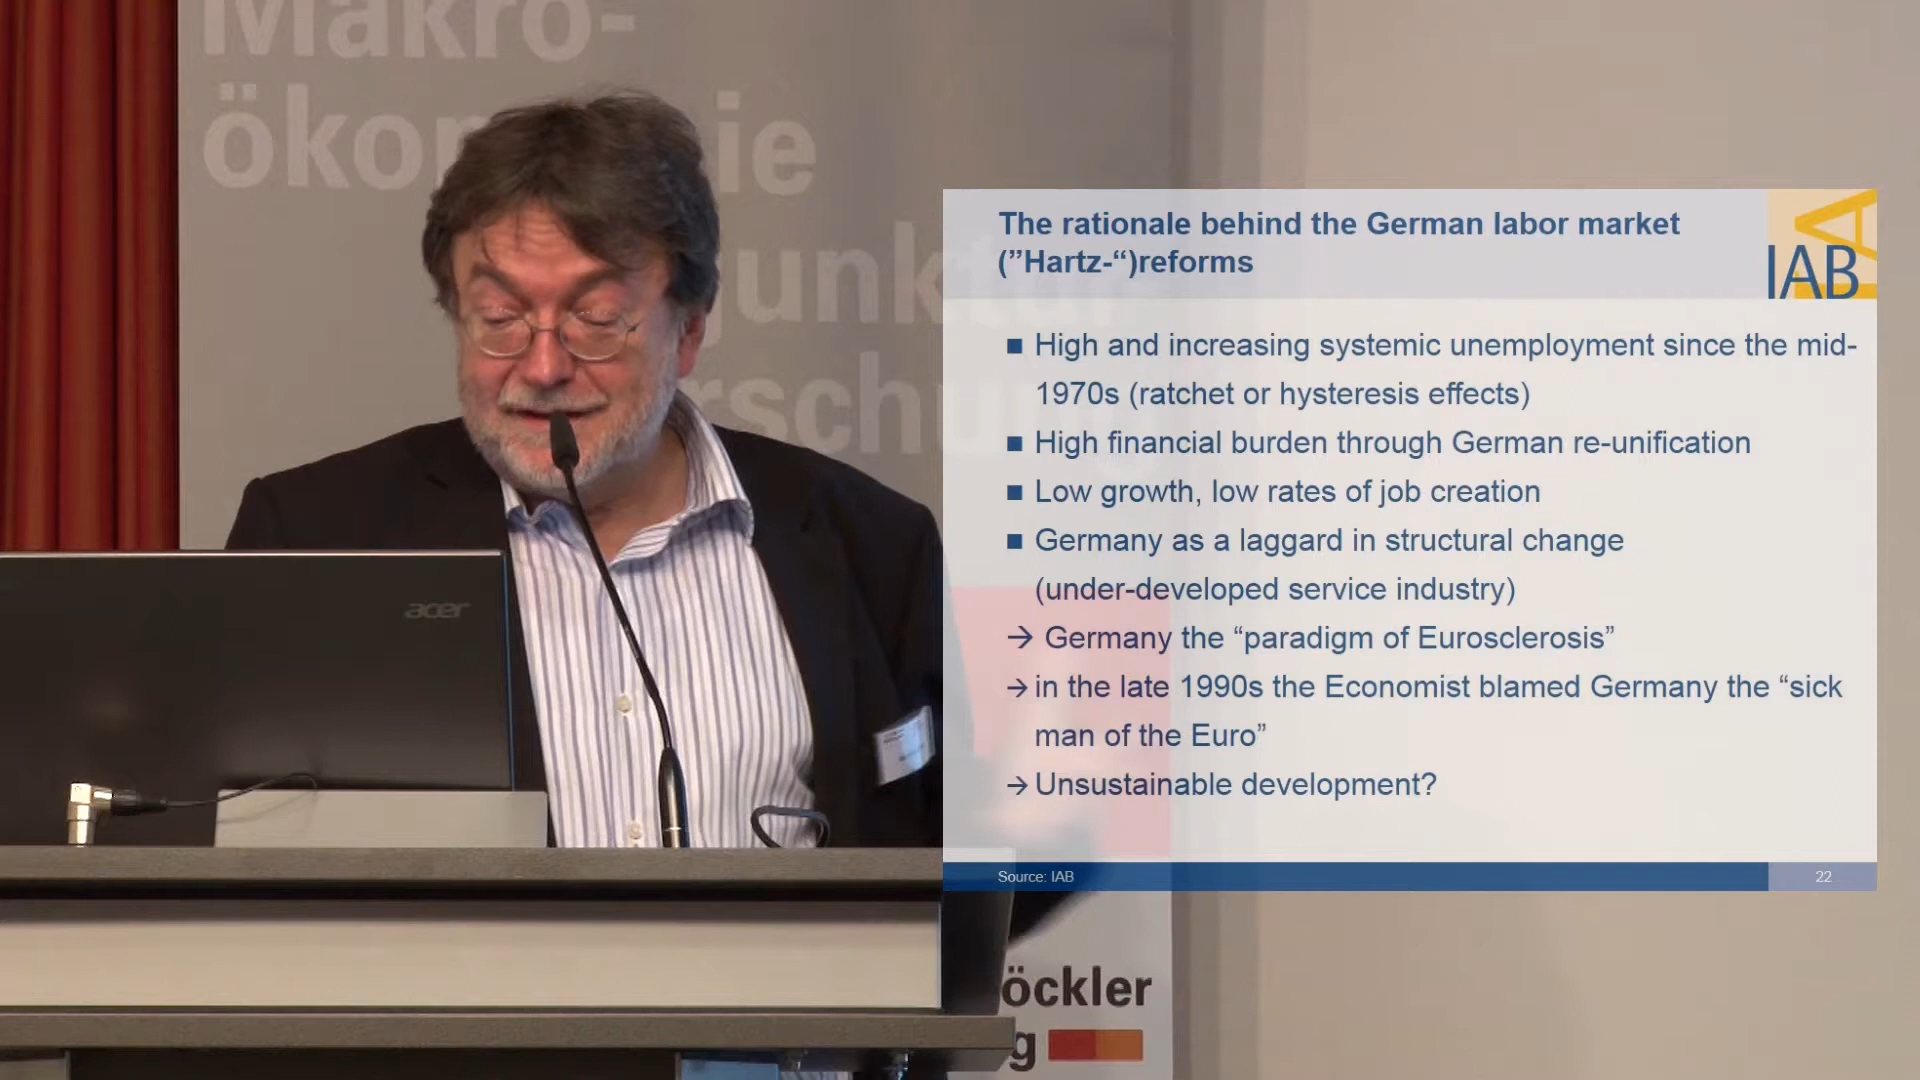 Makro-
ökon
ie
junktur
rschung
acer
The rationale behind the German labor market
(”Hartz-“)reforms
IAB
■ High and increasing systemic unemployment since the mid-
1970s (ratchet or hysteresis effects)
■ High financial burden through German re-unification
■ Low growth, low rates of job creation
■ Germany as a laggard in structural change
(under-developed service industry)
→ Germany the “paradigm of Eurosclerosis”
→ in the late 1990s the Economist blamed Germany the “sick
man of the Euro”
→ Unsustainable development?
Source: IAB
22
öckler
g